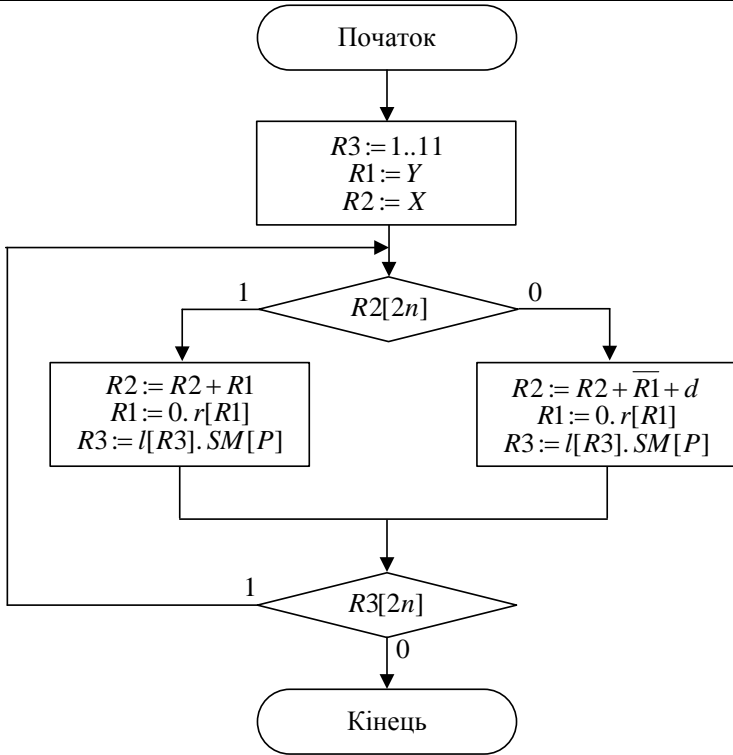 Початок
R3 := 1..11
R1 := Y
R2 := X
1
0
R2[2n]
R2 := R2 + R1
R1 := 0. r[R1]
R3 := l[R3]. SM[P]
R2 := R2 + \overline{R1} + d
R1 := 0. r[R1]
R3 := l[R3]. SM[P]
1
R3[2n]
0
Кінець